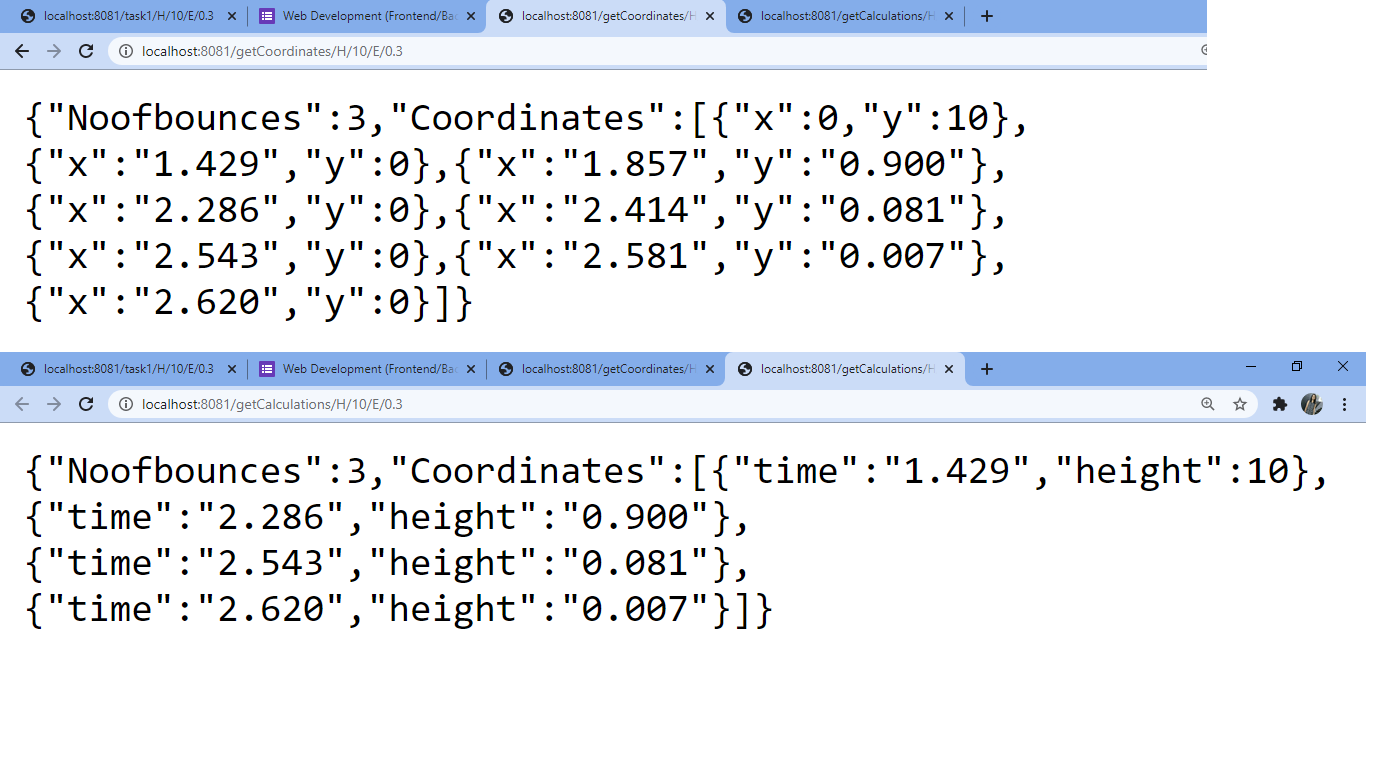 localhost:8081/task1/H/10/E/0.3
Web Development (Frontend/Bac
localhost:8081/getCoordinates/H
localhost:8081/getCalculations/H
localhost:8081/getCoordinates/H/10/E/0.3
{"Noofbounces":3,"Coordinates":[{"x":0,"y":10},
{"x":"1.429","y":0},{"x":"1.857","y":"0.900"},
{"x":"2.286","y":0},{"x":"2.414","y":"0.081"},
{"x":"2.543","y":0},{"x":"2.581","y":"0.007"},
{"x":"2.620","y":0}]}
localhost:8081/task1/H/10/E/0.3
Web Development (Frontend/Bac
localhost:8081/getCoordinates/H
localhost:8081/getCalculations/H
localhost:8081/getCalculations/H/10/E/0.3
{"Noofbounces":3,"Coordinates":[{"time":"1.429","height":10},
{"time":"2.286","height":"0.900"},
{"time":"2.543","height":"0.081"},
{"time":"2.620","height":"0.007"}]}